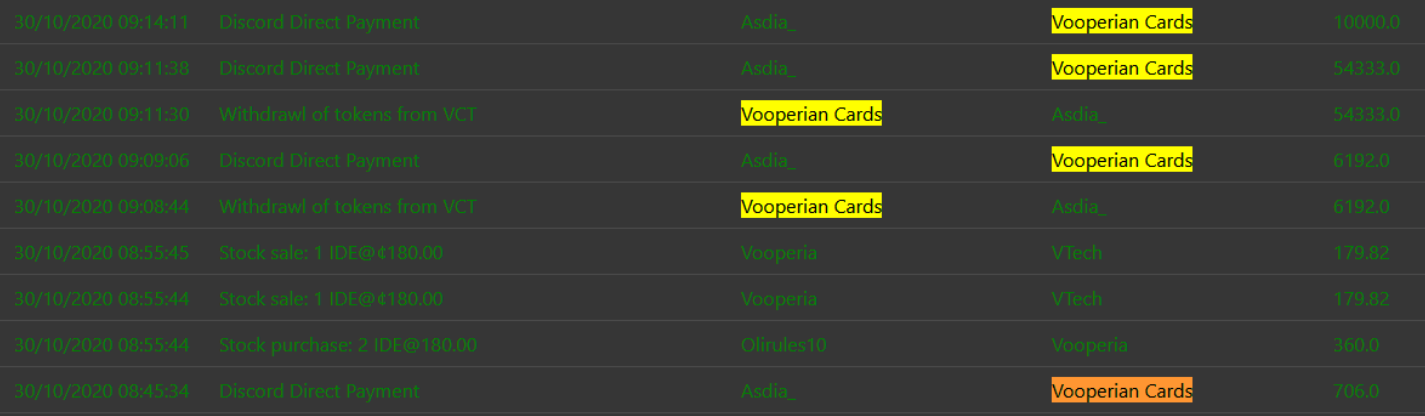 30/10/2020 09:14:11 Discord Direct Payment Asdia_ Vooperian Cards 10000.0
30/10/2020 09:11:38 Discord Direct Payment Asdia_ Vooperian Cards 54333.0
30/10/2020 09:11:30 Withdrawl of tokens from VCT Vooperian Cards Asdia_ 54333.0
30/10/2020 09:09:06 Discord Direct Payment Asdia_ Vooperian Cards 6192.0
30/10/2020 09:08:44 Withdrawl of tokens from VCT Vooperian Cards Asdia_ 6192.0
30/10/2020 08:55:45 Stock sale: 1 IDE@¢180.00 Vooperia VTech 179.82
30/10/2020 08:55:44 Stock sale: 1 IDE@¢180.00 Vooperia VTech 179.82
30/10/2020 08:55:44 Stock purchase: 2 IDE@180.00 Olirules10 Vooperia 360.0
30/10/2020 08:45:34 Discord Direct Payment Asdia_ Vooperian Cards 706.0